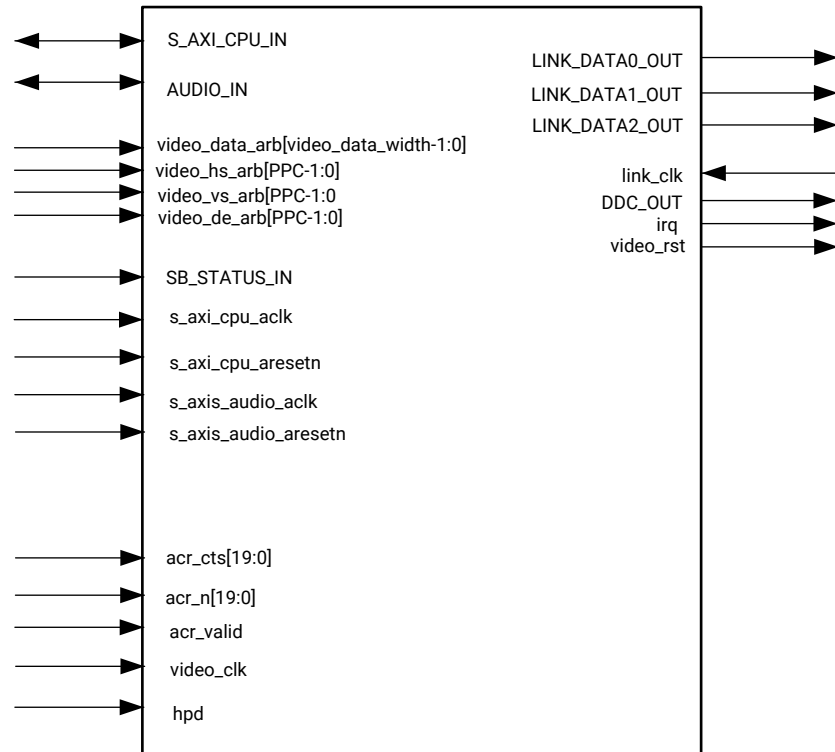 S_AXI_CPU_IN
AUDIO_IN
video_data_arb[video_data_width-1:0]
video_hs_arb[PPC-1:0]
video_vs_arb[PPC-1:0
video_de_arb[PPC-1:0]
SB_STATUS_IN
s_axi_cpu_aclk
s_axi_cpu_aresetn
s_axis_audio_aclk
s_axis_audio_aresetn
acr_cts[19:0]
acr_n[19:0]
acr_valid
video_clk
hpd
LINK_DATA0_OUT
LINK_DATA1_OUT
LINK_DATA2_OUT
link_clk
DDC_OUT
irq
video_rst